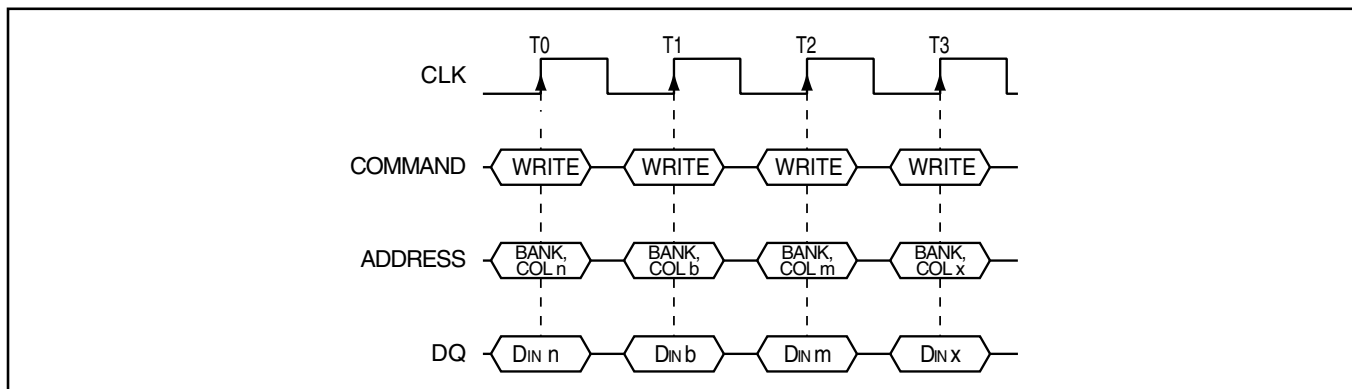 T0 T1 T2 T3
CLK
COMMAND WRITE WRITE WRITE WRITE
ADDRESS
BANK, BANK, BANK, BANK,
COL n COL b COL m COL x
DQ DIN n DIN b DIN m DIN x